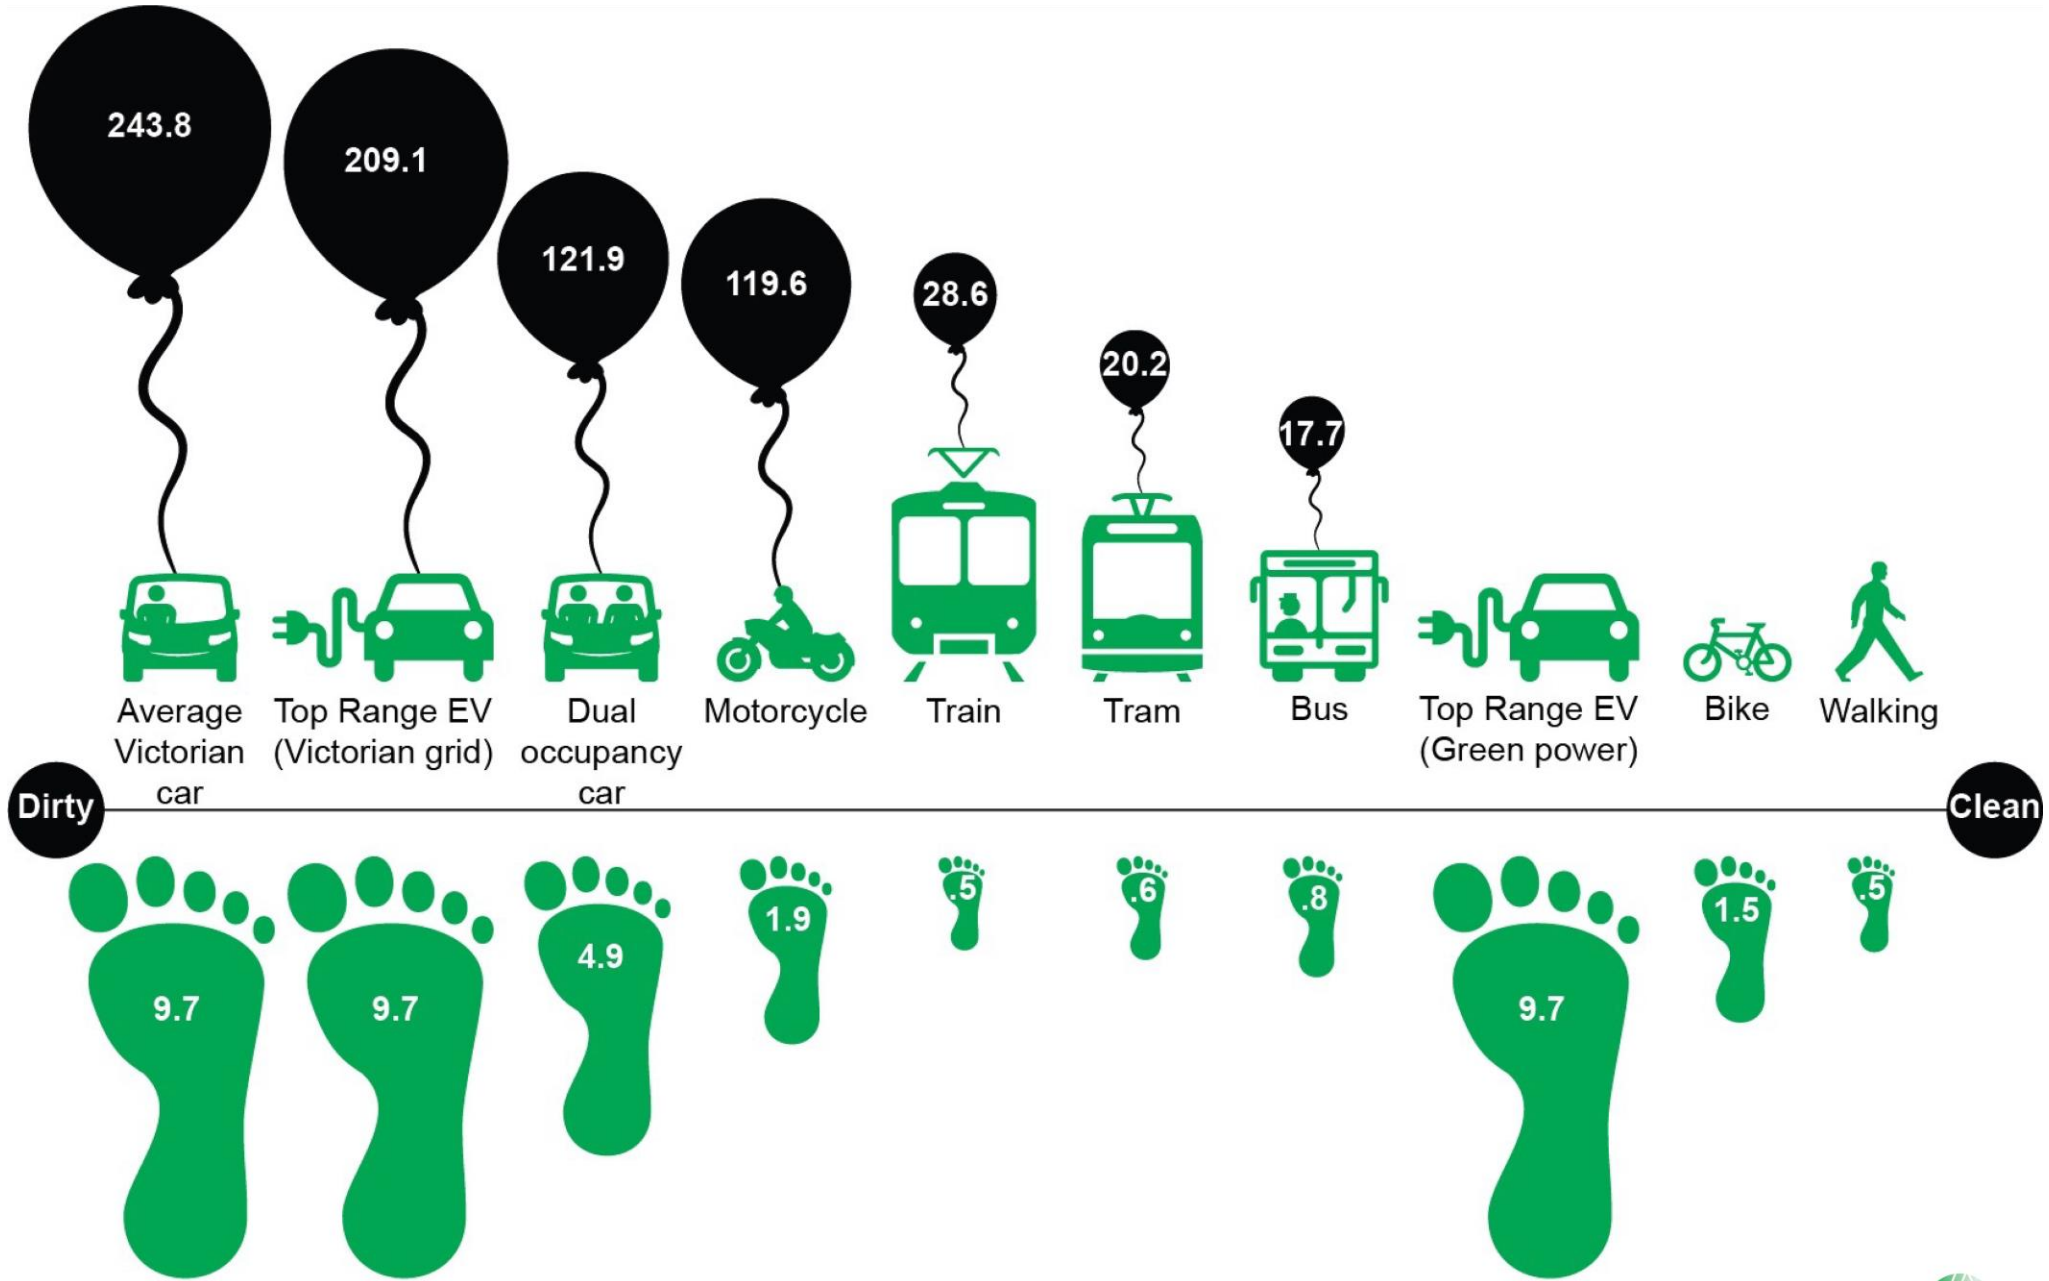 243.8
209.1
121.9
119.6
28.6
20.2
17.7
Average
Victorian
car
Top Range EV
(Victorian grid)
Dual
occupancy
car
Motorcycle
Train
Tram
Bus
Top Range EV
(Green power)
Bike
Walking
Dirty
Clean
9.7
9.7
4.9
1.9
.5
.6
.8
9.7
1.5
.5